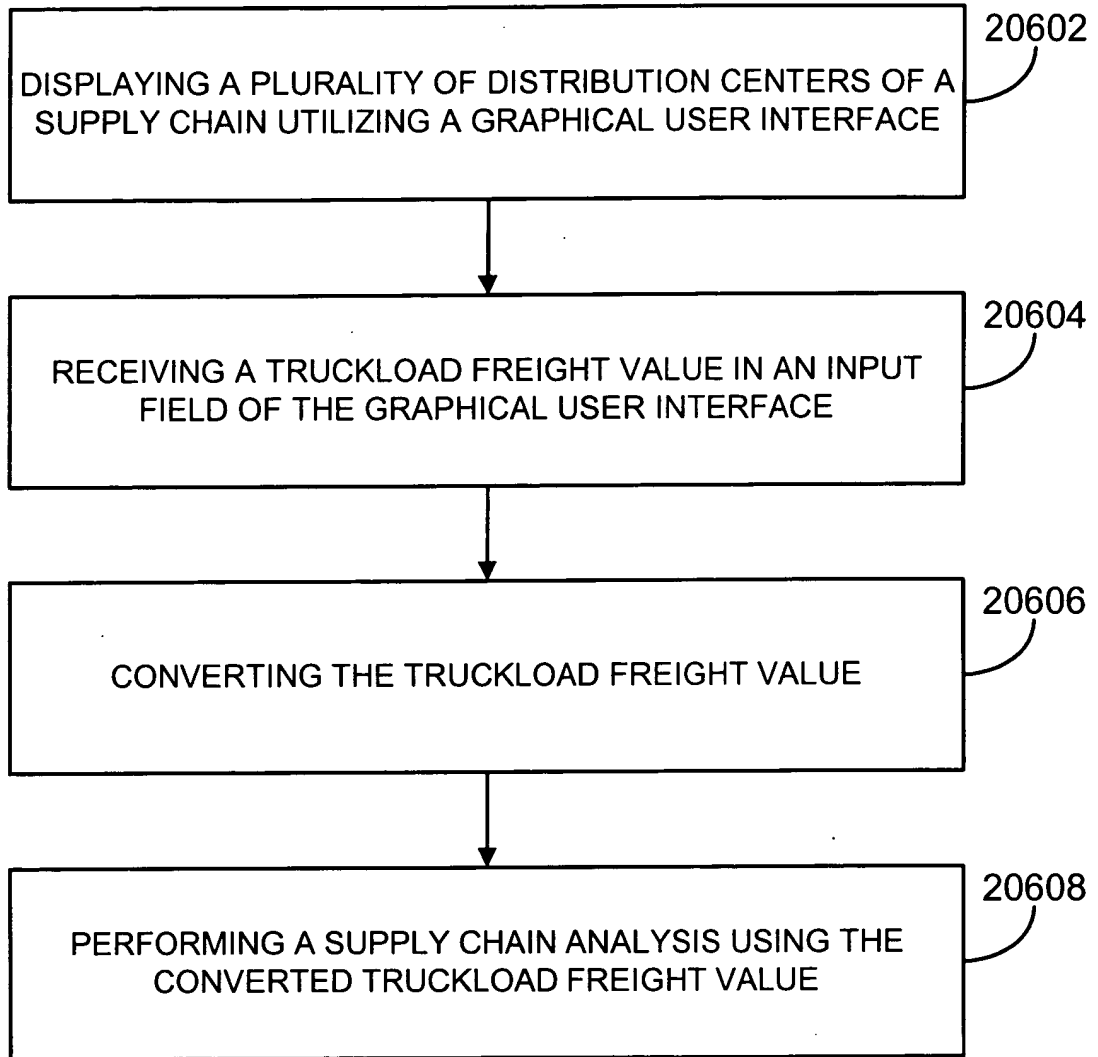 20602
DISPLAYING A PLURALITY OF DISTRIBUTION CENTERS OF A
SUPPLY CHAIN UTILIZING A GRAPHICAL USER INTERFACE
20604
RECEIVING A TRUCKLOAD FREIGHT VALUE IN AN INPUT
FIELD OF THE GRAPHICAL USER INTERFACE
20606
CONVERTING THE TRUCKLOAD FREIGHT VALUE
20608
PERFORMING A SUPPLY CHAIN ANALYSIS USING THE
CONVERTED TRUCKLOAD FREIGHT VALUE